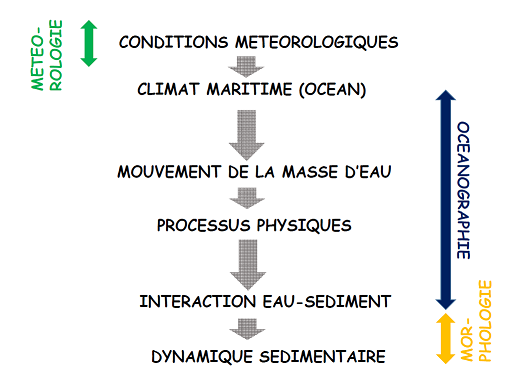 METEO-
ROLOGIE
CONDITIONS METEOROLOGIQUES
CLIMAT MARITIME (OCEAN)
MOUVEMENT DE LA MASSE D'EAU
PROCESSUS PHYSIQUES
INTERACTION EAU-SEDIMENT
DYNAMIQUE SEDIMENTAIRE
OCEANOGRAPHIE
MOR-
PHOLOGIE